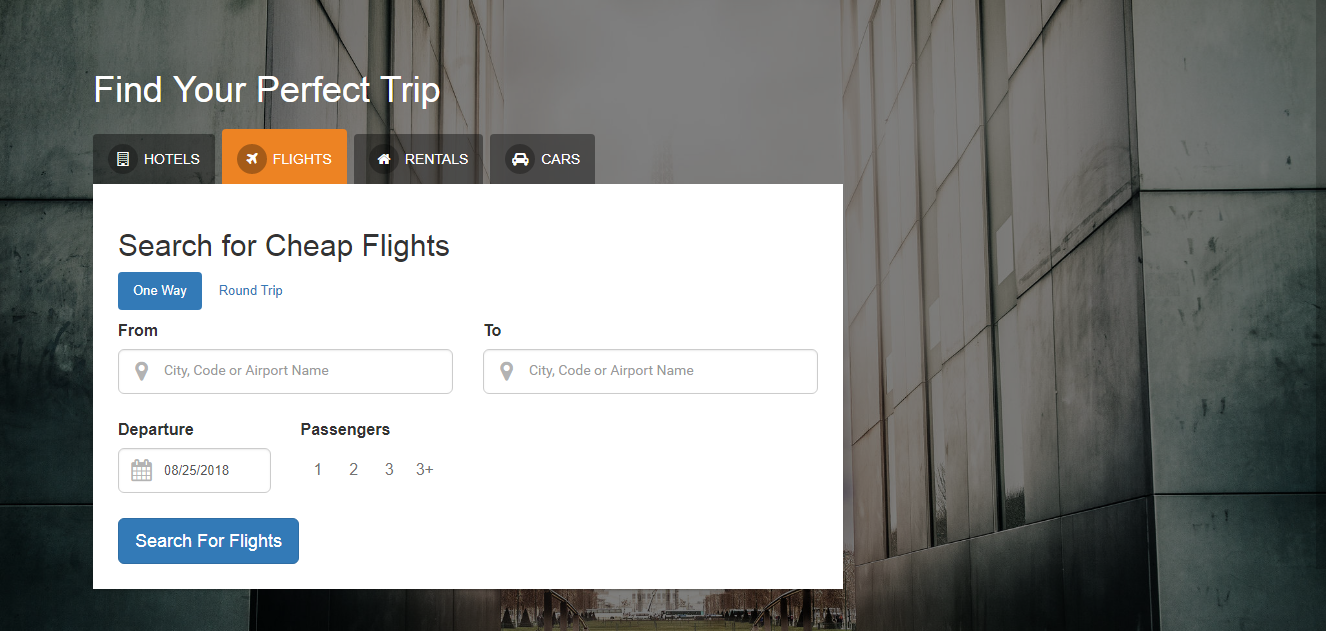 Find Your Perfect Trip
HOTELS FLIGHTS RENTALS CARS
Search for Cheap Flights
One Way Round Trip
From To
City, Code or Airport Name City, Code or Airport Name
Departure Passengers
08/25/2018 1 2 3 3+
Search For Flights